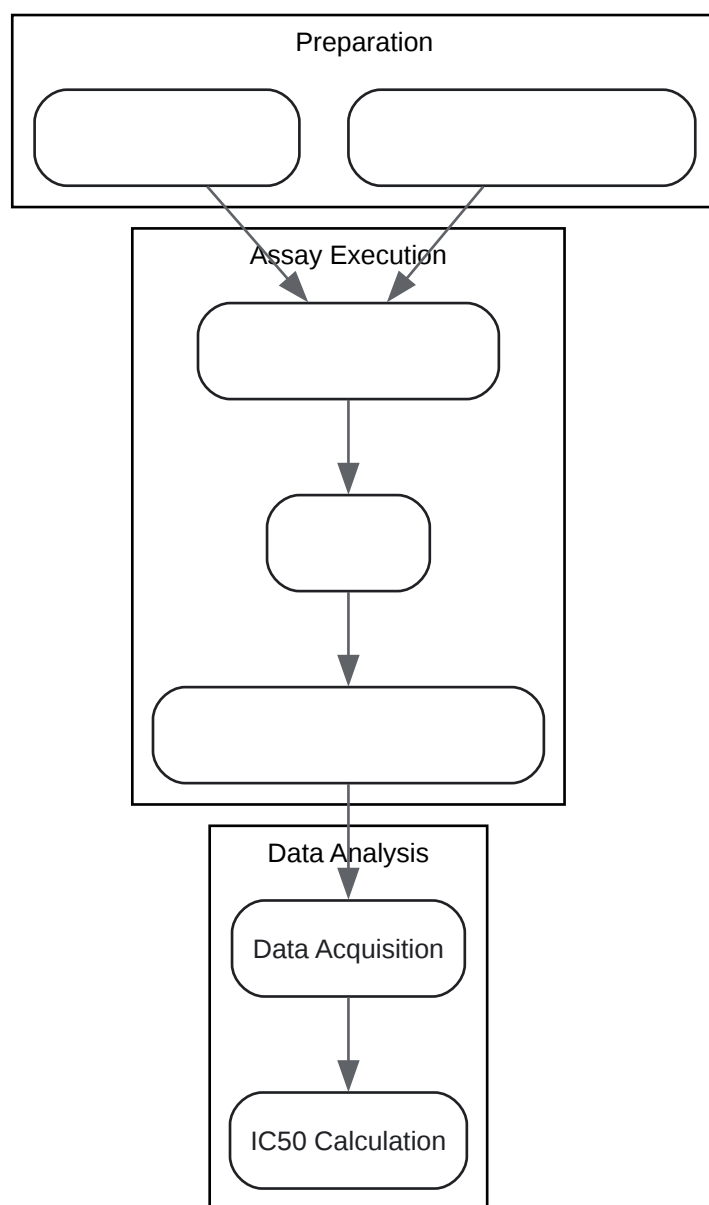 Preparation
Assay Execution
Data Analysis
Data Acquisition
IC50 Calculation